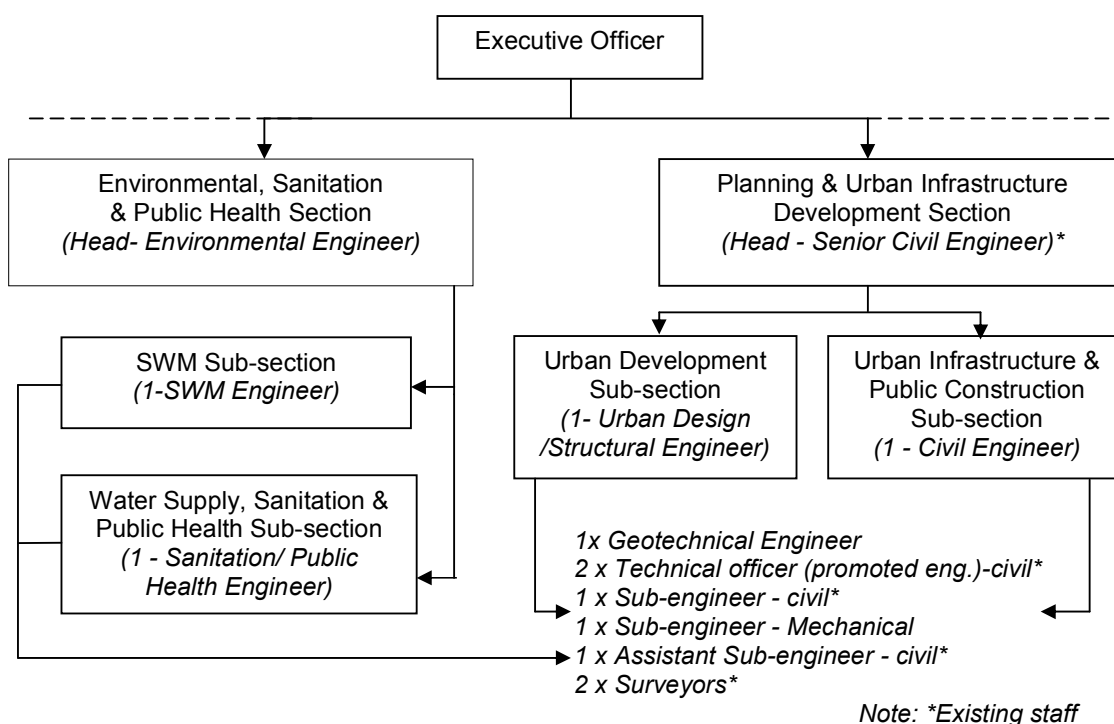 Executive Officer
Environmental, Sanitation
& Public Health Section
(Head- Environmental Engineer)
Planning & Urban Infrastructure
Development Section
(Head - Senior Civil Engineer)*
SWM Sub-section
(1-SWM Engineer)
Water Supply, Sanitation &
Public Health Sub-section
(1 - Sanitation/ Public
Health Engineer)
Urban Development
Sub-section
(1- Urban Design
/Structural Engineer)
Urban Infrastructure &
Public Construction
Sub-section
(1 - Civil Engineer)
1x Geotechnical Engineer
2 x Technical officer (promoted eng.)-civil*
1 x Sub-engineer - civil*
1 x Sub-engineer - Mechanical
1 x Assistant Sub-engineer - civil*
2 x Surveyors*
Note: *Existing staff